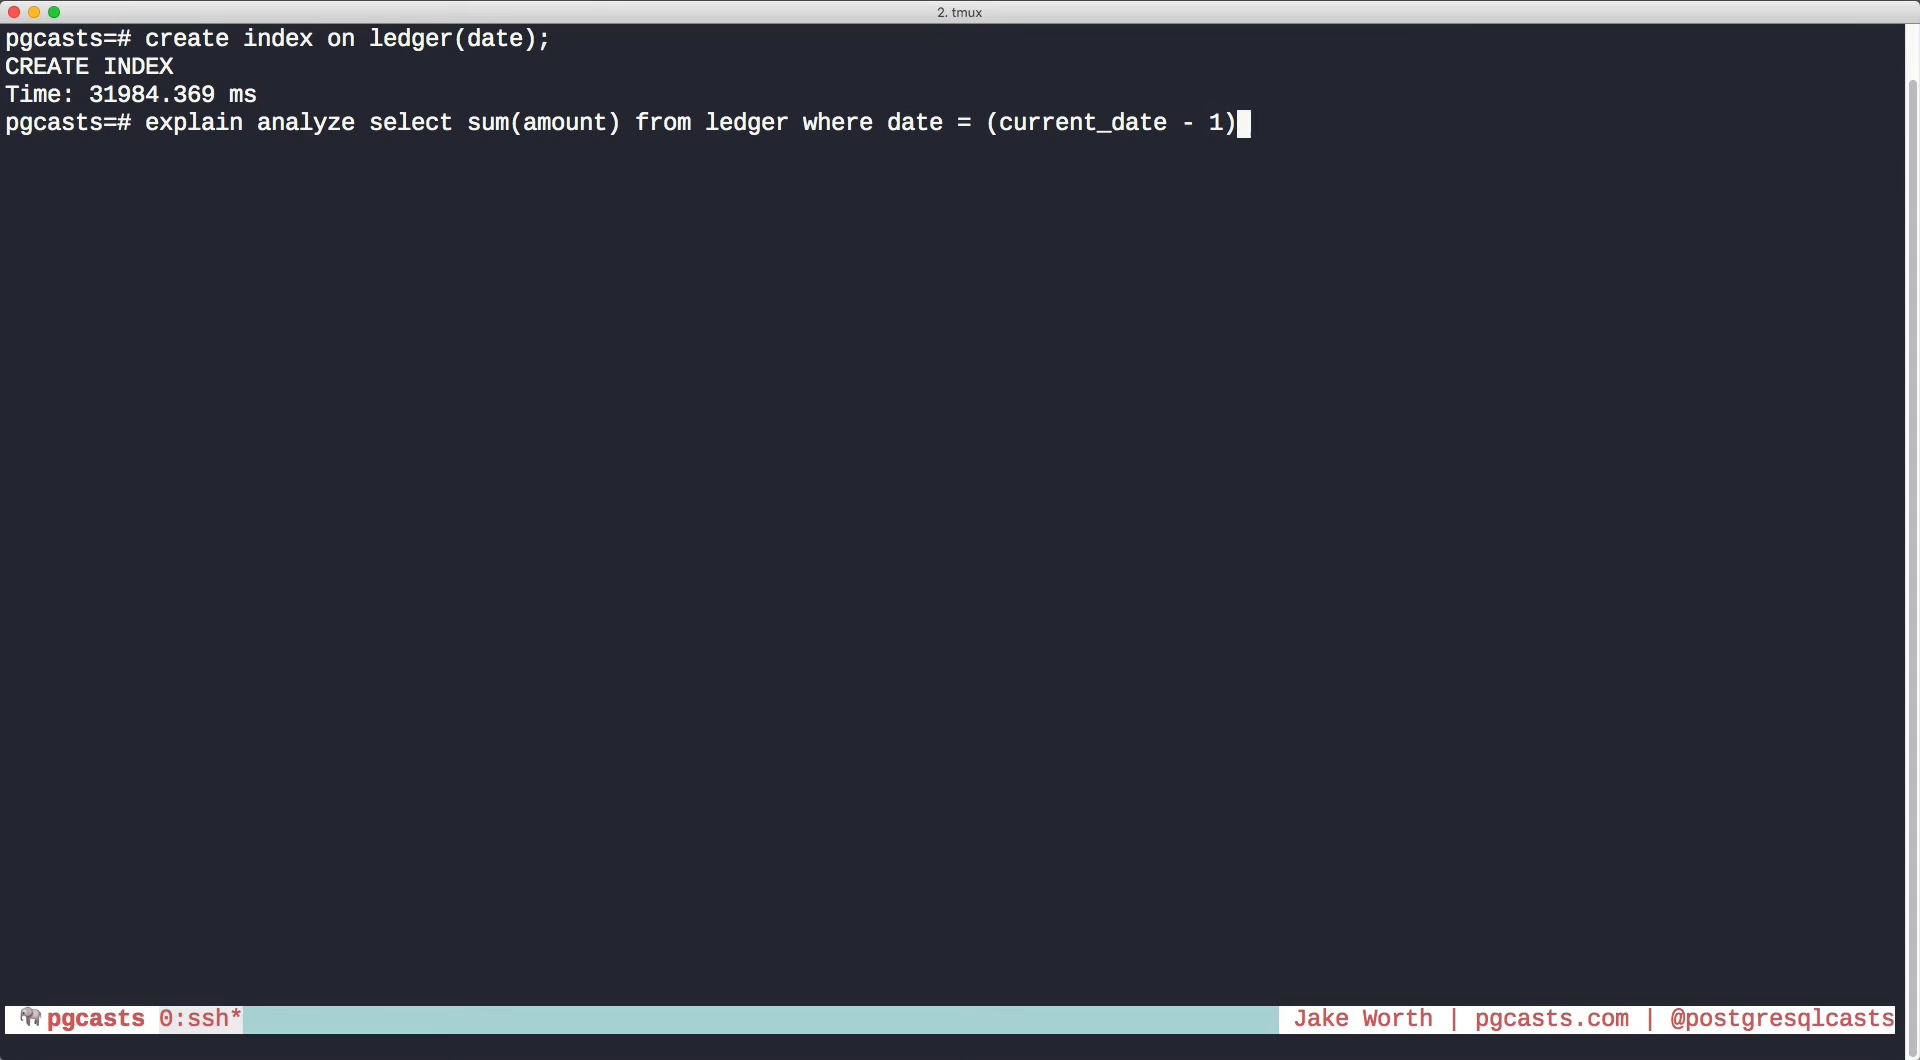 2. tmux
pgcasts=# create index on ledger(date);
CREATE INDEX
Time: 31984.369 ms
pgcasts=# explain analyze select sum(amount) from ledger where date = (current_date - 1)
pgcasts 0:ssh*
Jake Worth | pgcasts.com | @postgresqlcasts